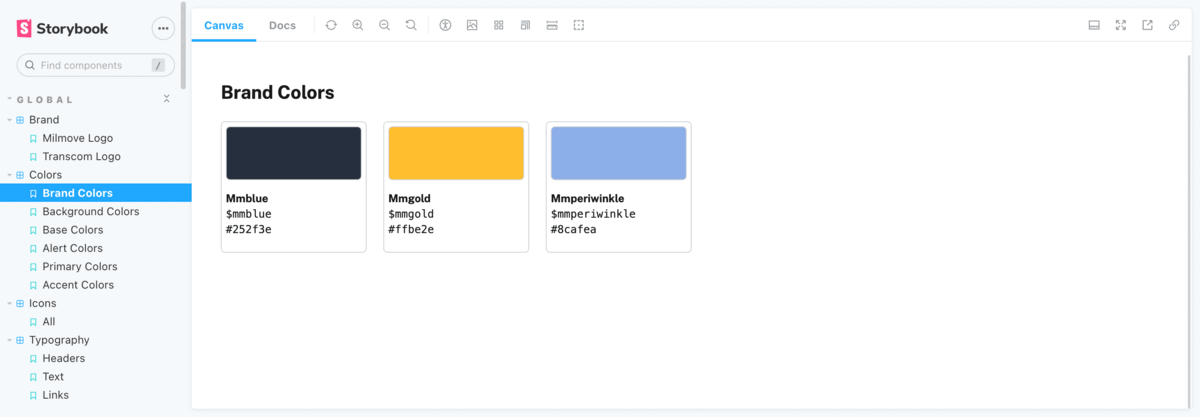 Storybook
Find components /
GLOBAL
Brand
Milmove Logo
Transcom Logo
Colors
Brand Colors
Background Colors
Base Colors
Alert Colors
Primary Colors
Accent Colors
Icons
All
Typography
Headers
Text
Links
Canvas Docs
Brand Colors
Mmblue
$mmblue
#252f3e
Mmgold
$mmgold
#ffbe2e
Mmperiwinkle
$mmperiwinkle
#8cafea